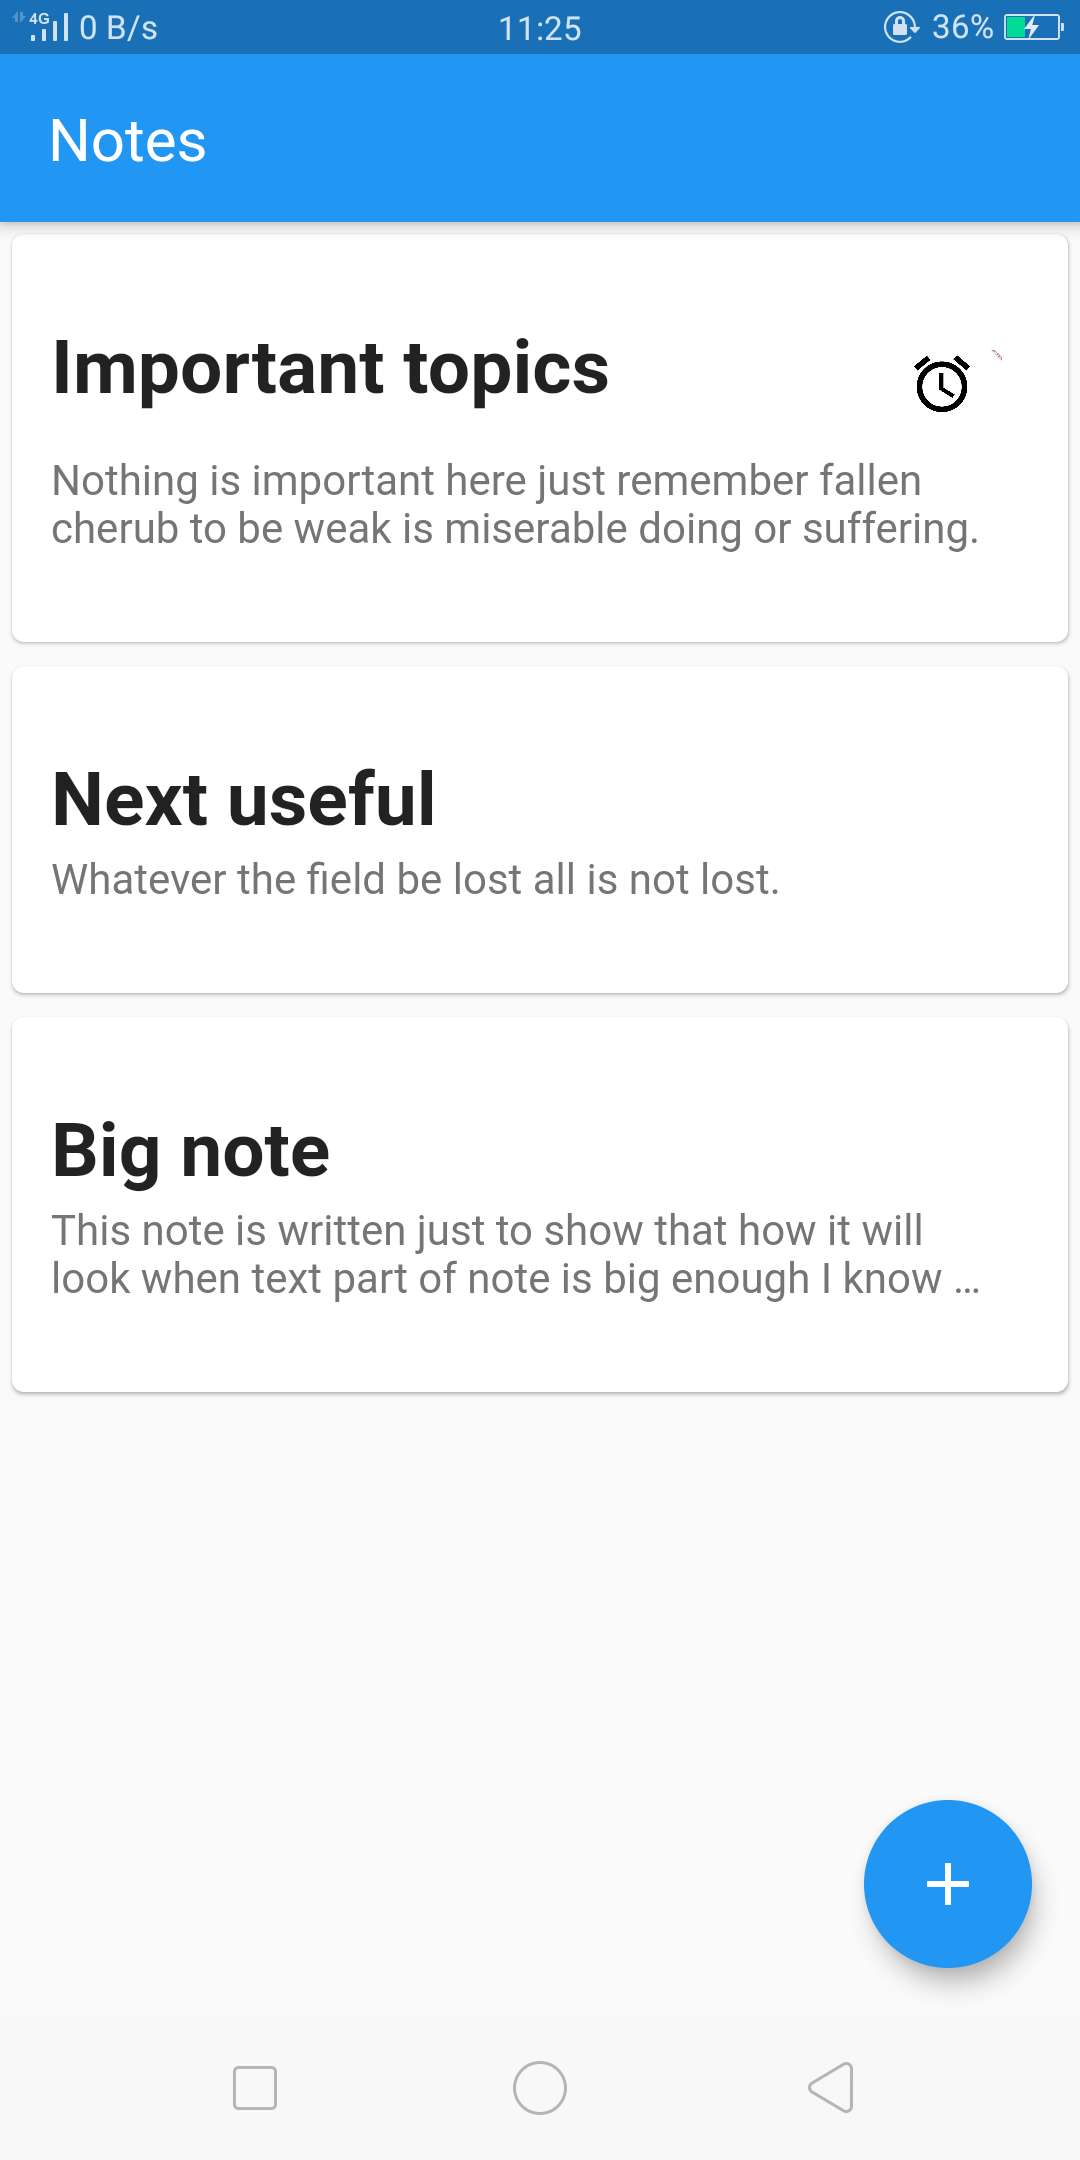 4G 0 B/s 11:25 36%
Notes
Important topics
Nothing is important here just remember fallen
cherub to be weak is miserable doing or suffering.
Next useful
Whatever the field be lost all is not lost.
Big note
This note is written just to show that how it will
look when text part of note is big enough I know ...